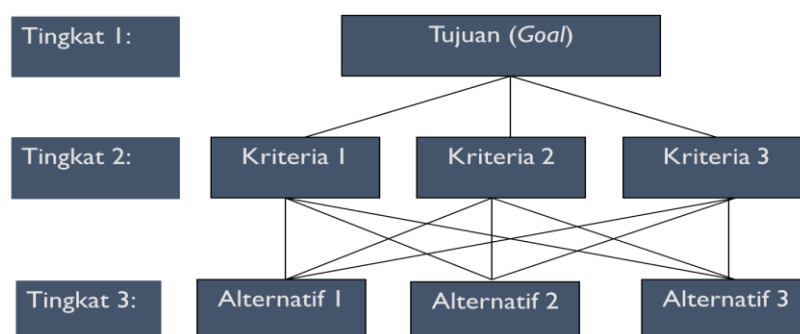 Tingkat 1:
Tujuan (Goal)
Tingkat 2:
Kriteria 1
Kriteria 2
Kriteria 3
Tingkat 3:
Alternatif 1
Alternatif 2
Alternatif 3